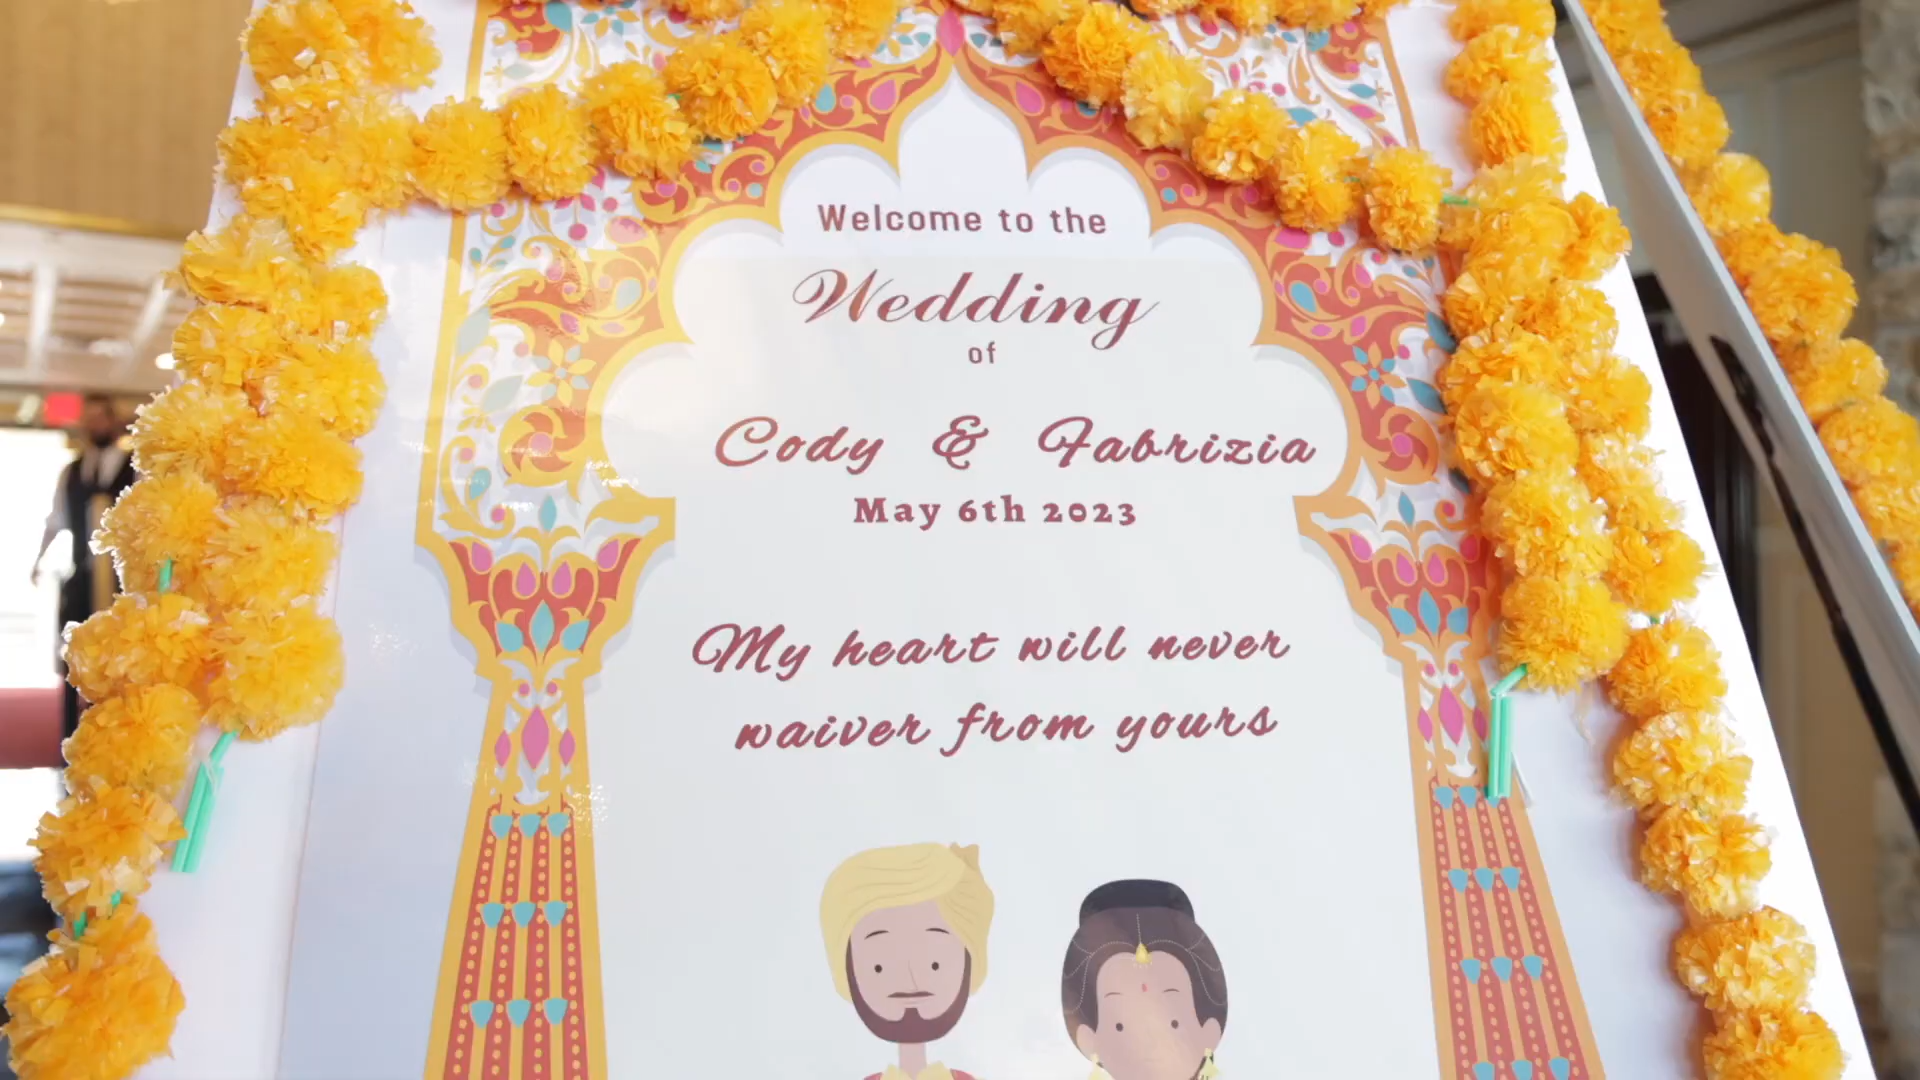 Welcome to the
Wedding
of
Cody & Fabrizia
May 6th 2023
My heart will never
waiver from yours